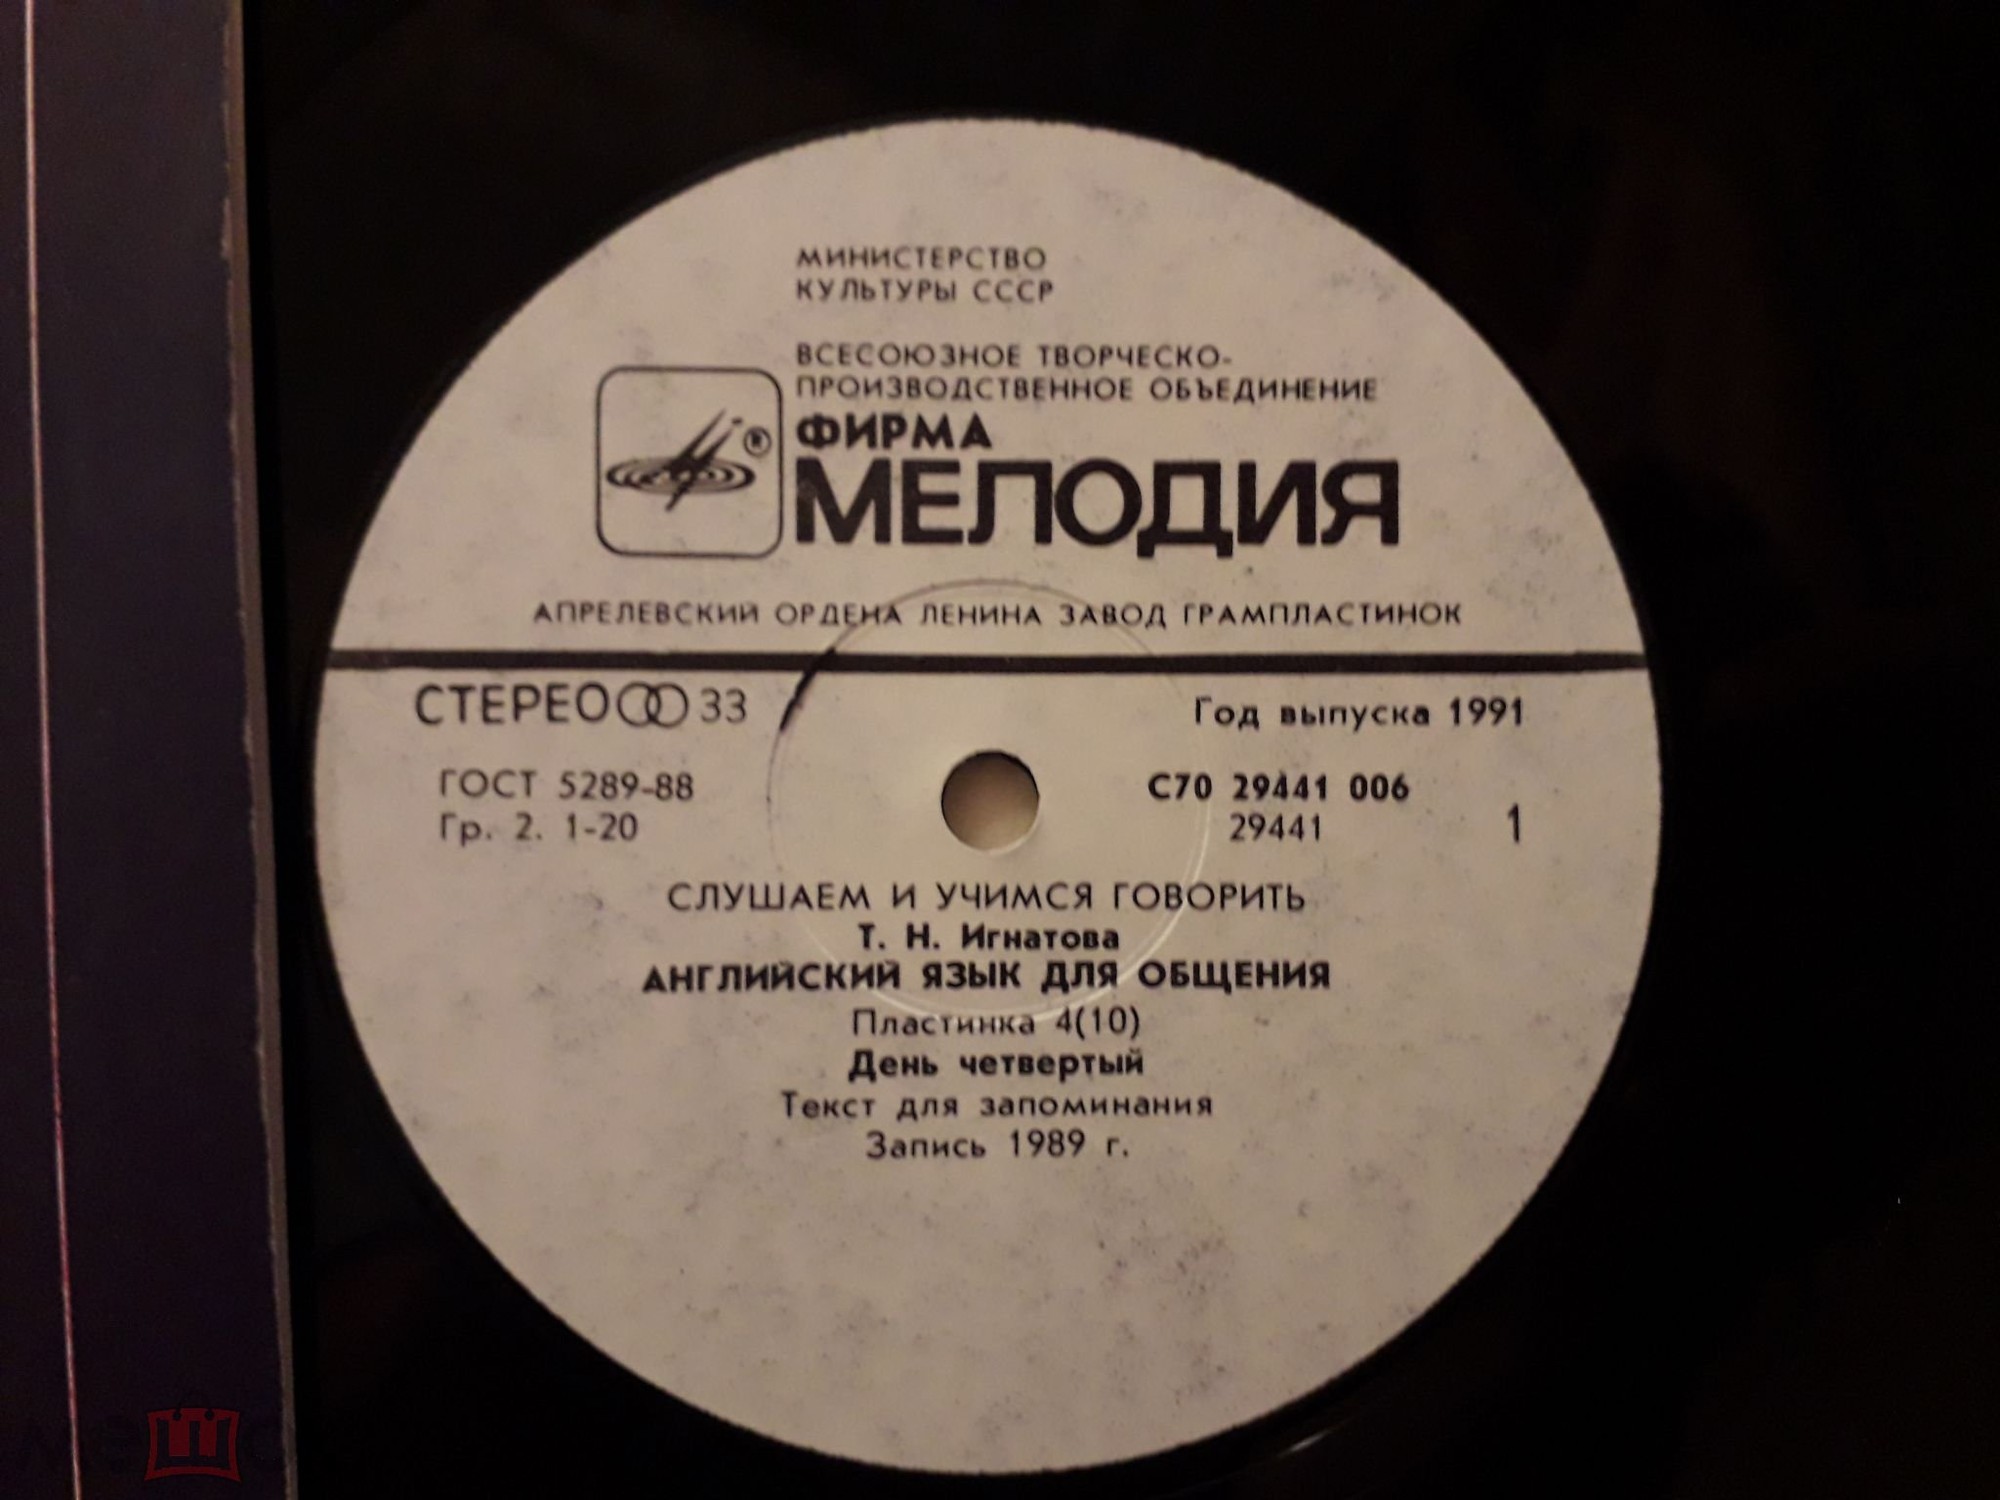 МИНИСТЕРСТВО
КУЛЬТУРЫ СССР
ВСЕСОЮЗНОЕ ТВОРЧЕСКО-
ПРОИЗВОДСТВЕННОЕ ОБЪЕДИНЕНИЕ
ФИРМА
®
МЕЛОДИЯ
АПРЕЛЕВСКИЙ ОРДЕНА ЛЕНИНА ЗАВОД ГРАМПЛАСТИНОК
СТЕРЕО 33
Год выпуска 1991
ГОСТ 5289-88
С70 29441 006
Гр. 2. 1-20
29441
1
СЛУШАЕМ И УЧИМСЯ ГОВОРИТЬ
Т. Н. Игнатова
АНГЛИЙСКИЙ ЯЗЫК ДЛЯ ОБЩЕНИЯ
Пластинка 4(10)
День четвертый
Текст для запоминания
Запись 1989 г.